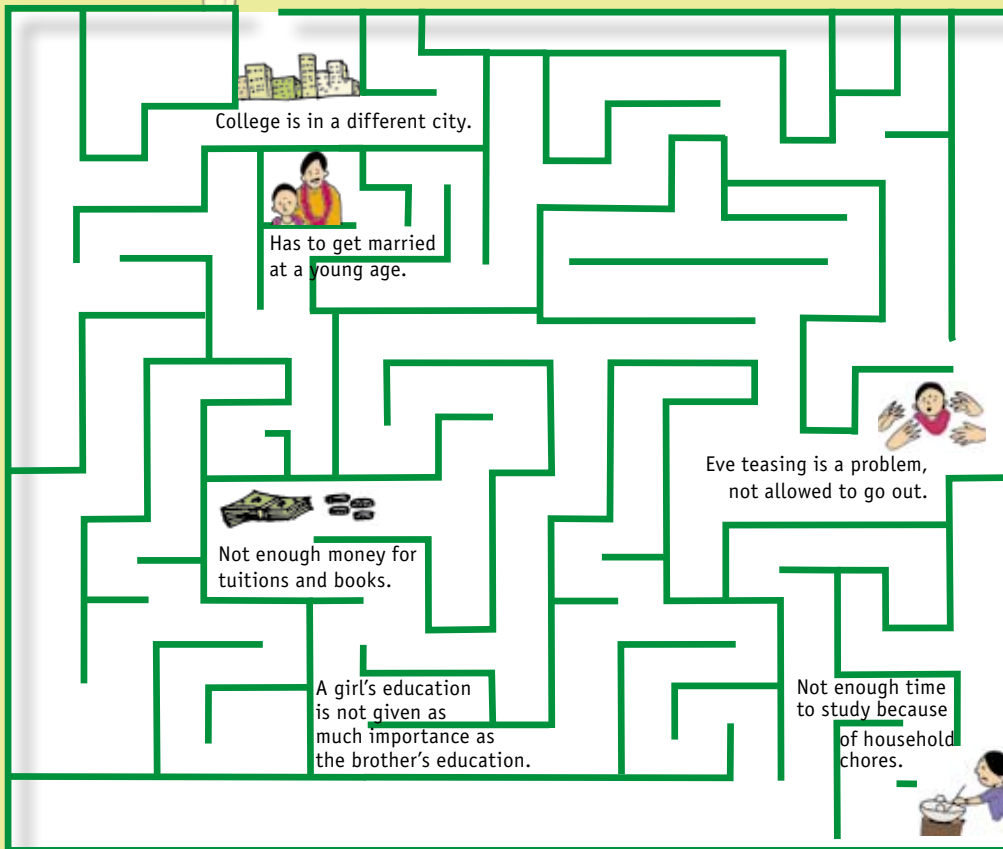 College is in a different city.
Has to get married
at a young age.
Eve teasing is a problem,
not allowed to go out.
Not enough money for
tuitions and books.
A girl's education
is not given as
much importance as
the brother's education.
Not enough time
to study because
of household
chores.